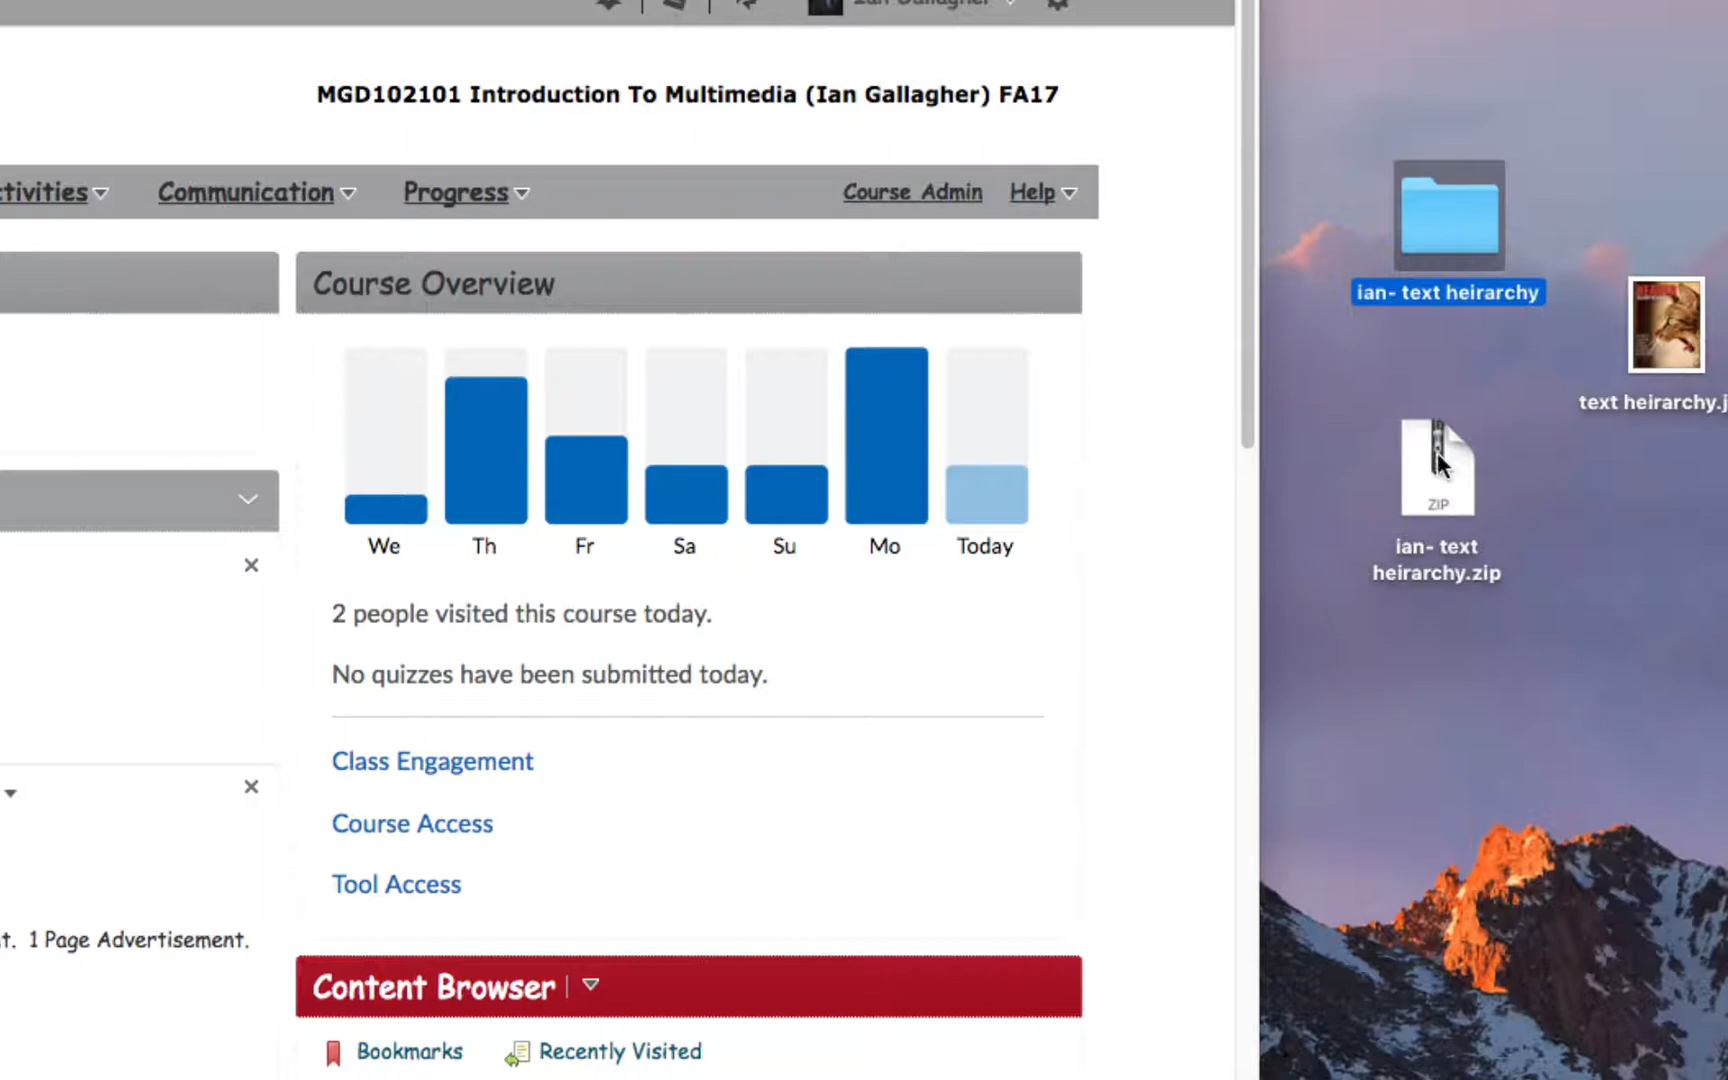 Ian Gallagher
MGD102101 Introduction To Multimedia (Ian Gallagher) FA17
Communication
Progress
Course Admin
Help
Course Overview
We
Th
Fr
Sa
Su
Mo
Today
2 people visited this course today.
No quizzes have been submitted today.
Class Engagement
Course Access
Tool Access
1 Page Advertisement.
Content Browser
Bookmarks
Recently Visited
ian- text heirarchy
text heirarchy.j
ZIP
ian- text
heirarchy.zip